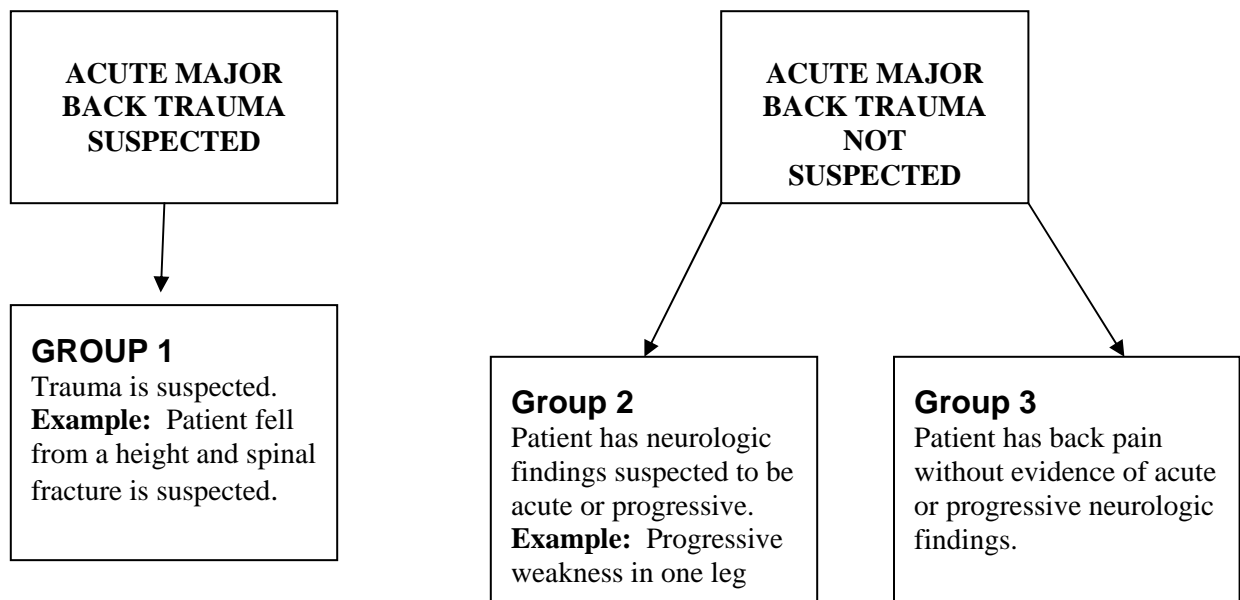 ACUTE MAJOR
BACK TRAUMA
SUSPECTED
ACUTE MAJOR
BACK TRAUMA
NOT
SUSPECTED
GROUP 1
Trauma is suspected.
Example: Patient fell
from a height and spinal
fracture is suspected.
Group 2
Patient has neurologic
findings suspected to be
acute or progressive.
Example: Progressive
weakness in one leg
Group 3
Patient has back pain
without evidence of acute
or progressive neurologic
findings.